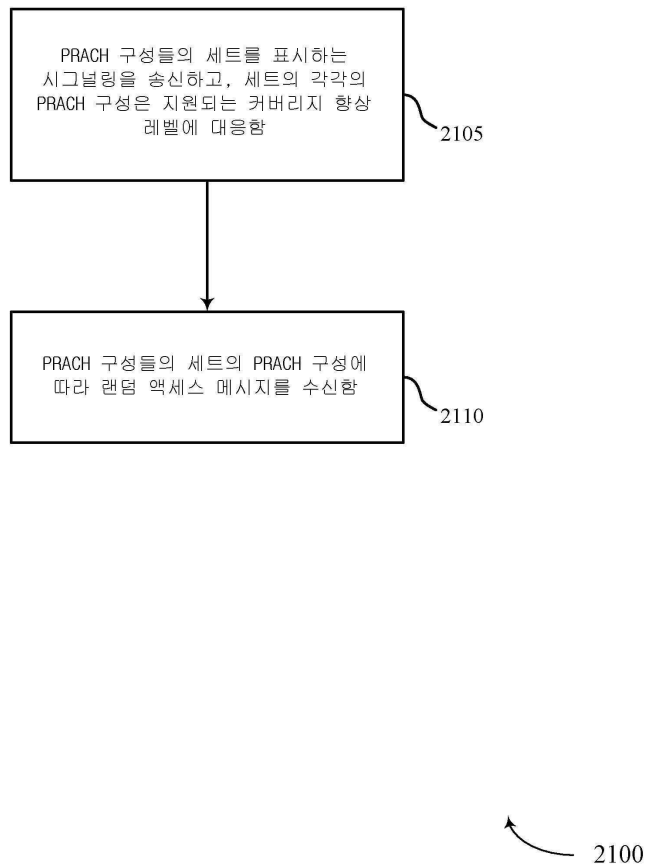 PRACH 구성들의 세트를 표시하는
시그널링을 송신하고, 세트의 각각의
PRACH 구성은 지원되는 커버리지 향상
레벨에 대응함
2105
PRACH 구성들의 세트의 PRACH 구성에
따라 랜덤 액세스 메시지를 수신함
2110
2100